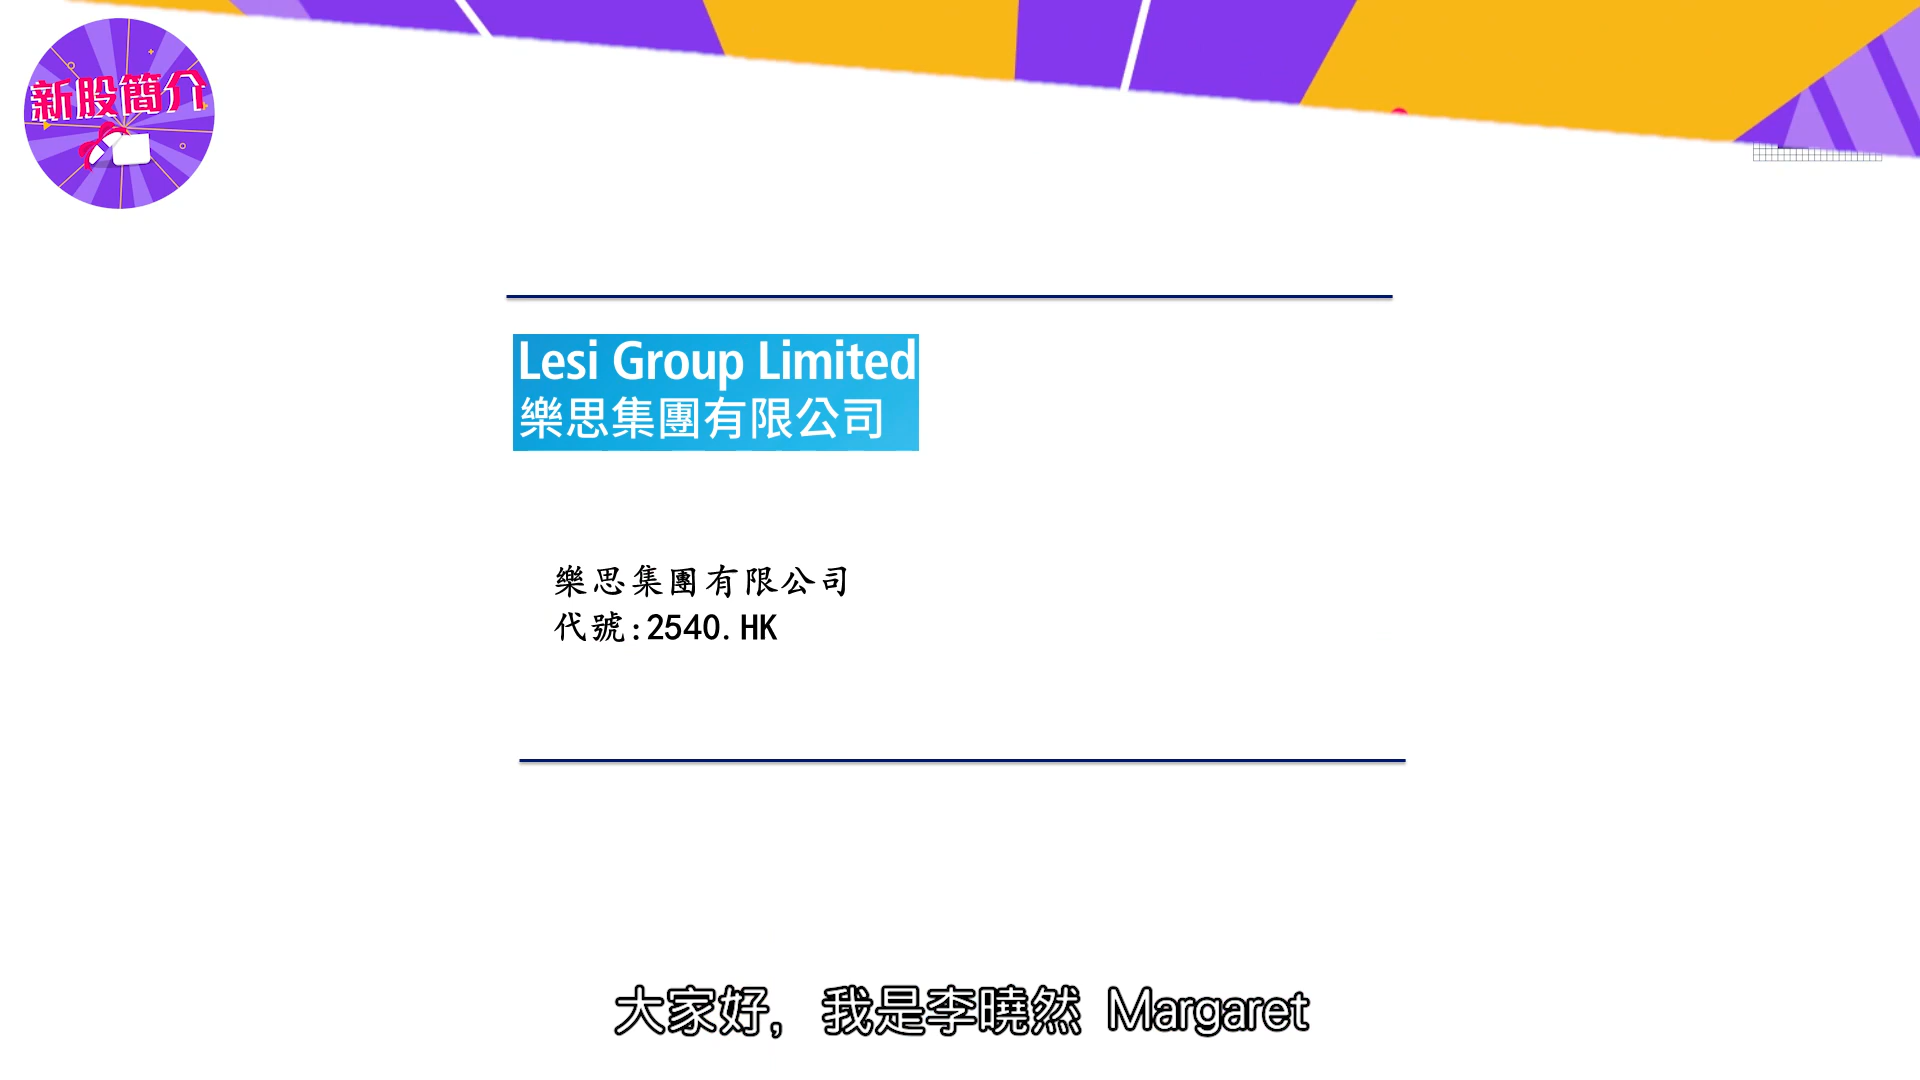 新股簡介
Lesi Group Limited
樂思集團有限公司
樂思集團有限公司
代號:2540.HK
大家好, 我是李曉然 Margaret